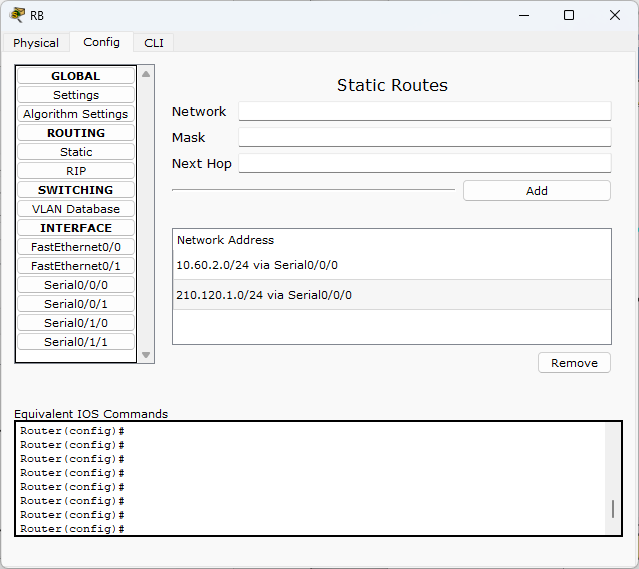 RB
Physical
Config
CLI
GLOBAL
Settings
Algorithm Settings
ROUTING
Static
RIP
SWITCHING
VLAN Database
INTERFACE
FastEthernet0/0
FastEthernet0/1
Serial0/0/0
Serial0/0/1
Serial0/1/0
Serial0/1/1
Static Routes
Network
Mask
Next Hop
Add
Network Address
10.60.2.0/24 via Serial0/0/0
210.120.1.0/24 via Serial0/0/0
Remove
Equivalent IOS Commands
Router(config)#
Router(config)#
Router(config)#
Router(config)#
Router(config)#
Router(config)#
Router(config)#
Router(config)#